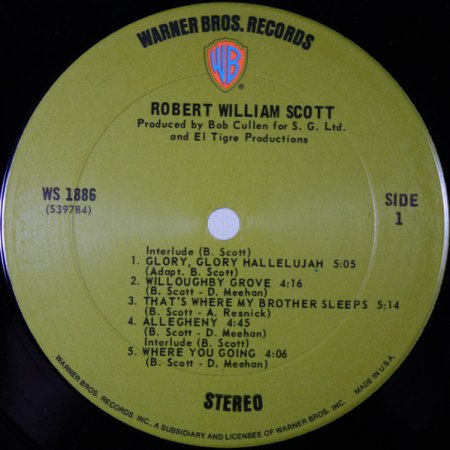 WARNER BROS. RECORDS
WB
®
ROBERT WILLIAM SCOTT
Produced by Bob Cullen for S. G. Ltd.
and El Tigre Productions
WS 1886
(S39784)
SIDE
1
Interlude (B. Scott)
1. GLORY, GLORY HALLELUJAH 5:05
(Adapt. B. Scott)
2. WILLOUGHBY GROVE 4:16
(B. Scott - D. Meehan)
3. THAT'S WHERE MY BROTHER SLEEPS 5:14
(B. Scott - A. Resnick)
4. ALLEGHENY 4:45
(B. Scott - D. Meehan)
Interlude (B. Scott)
5. WHERE YOU GOING 4:06
(B. Scott - D. Meehan)
STEREO
WARNER BROS. RECORDS INC., A SUBSIDIARY AND LICENSEE OF WARNER BROS. INC. MADE IN U.S.A.